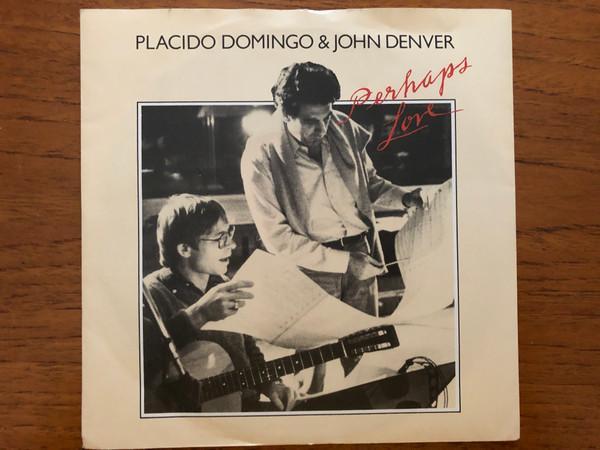 PLACIDO DOMINGO & JOHN DENVER
Perhaps
Love